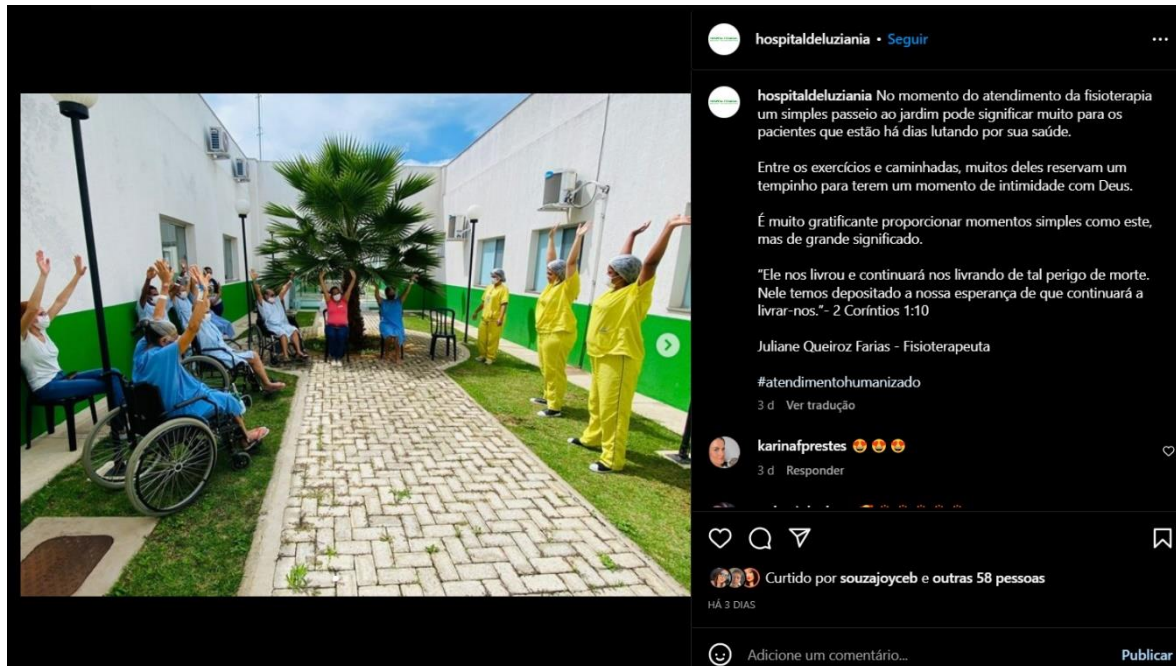 hospitaldeluziania • Seguir
hospitaldeluziania No momento do atendimento da fisioterapia
um simples passeio ao jardim pode significar muito para os
pacientes que estão há dias lutando por sua saúde.
Entre os exercícios e caminhadas, muitos deles reservam um
tempinho para terem um momento de intimidade com Deus.
É muito gratificante proporcionar momentos simples como este,
mas de grande significado.
“Ele nos livrou e continuará nos livrando de tal perigo de morte.
Nele temos depositado a nossa esperança de que continuará a
livrar-nos.”- 2 Coríntios 1:10
Juliane Queiroz Farias - Fisioterapeuta
#atendimentohumanizado
3 d Ver tradução
karinafprestes 😍 😍 😍
3 d Responder
Curtido por souzajoyceb e outras 58 pessoas
HÁ 3 DIAS
Adicione um comentário... Publicar